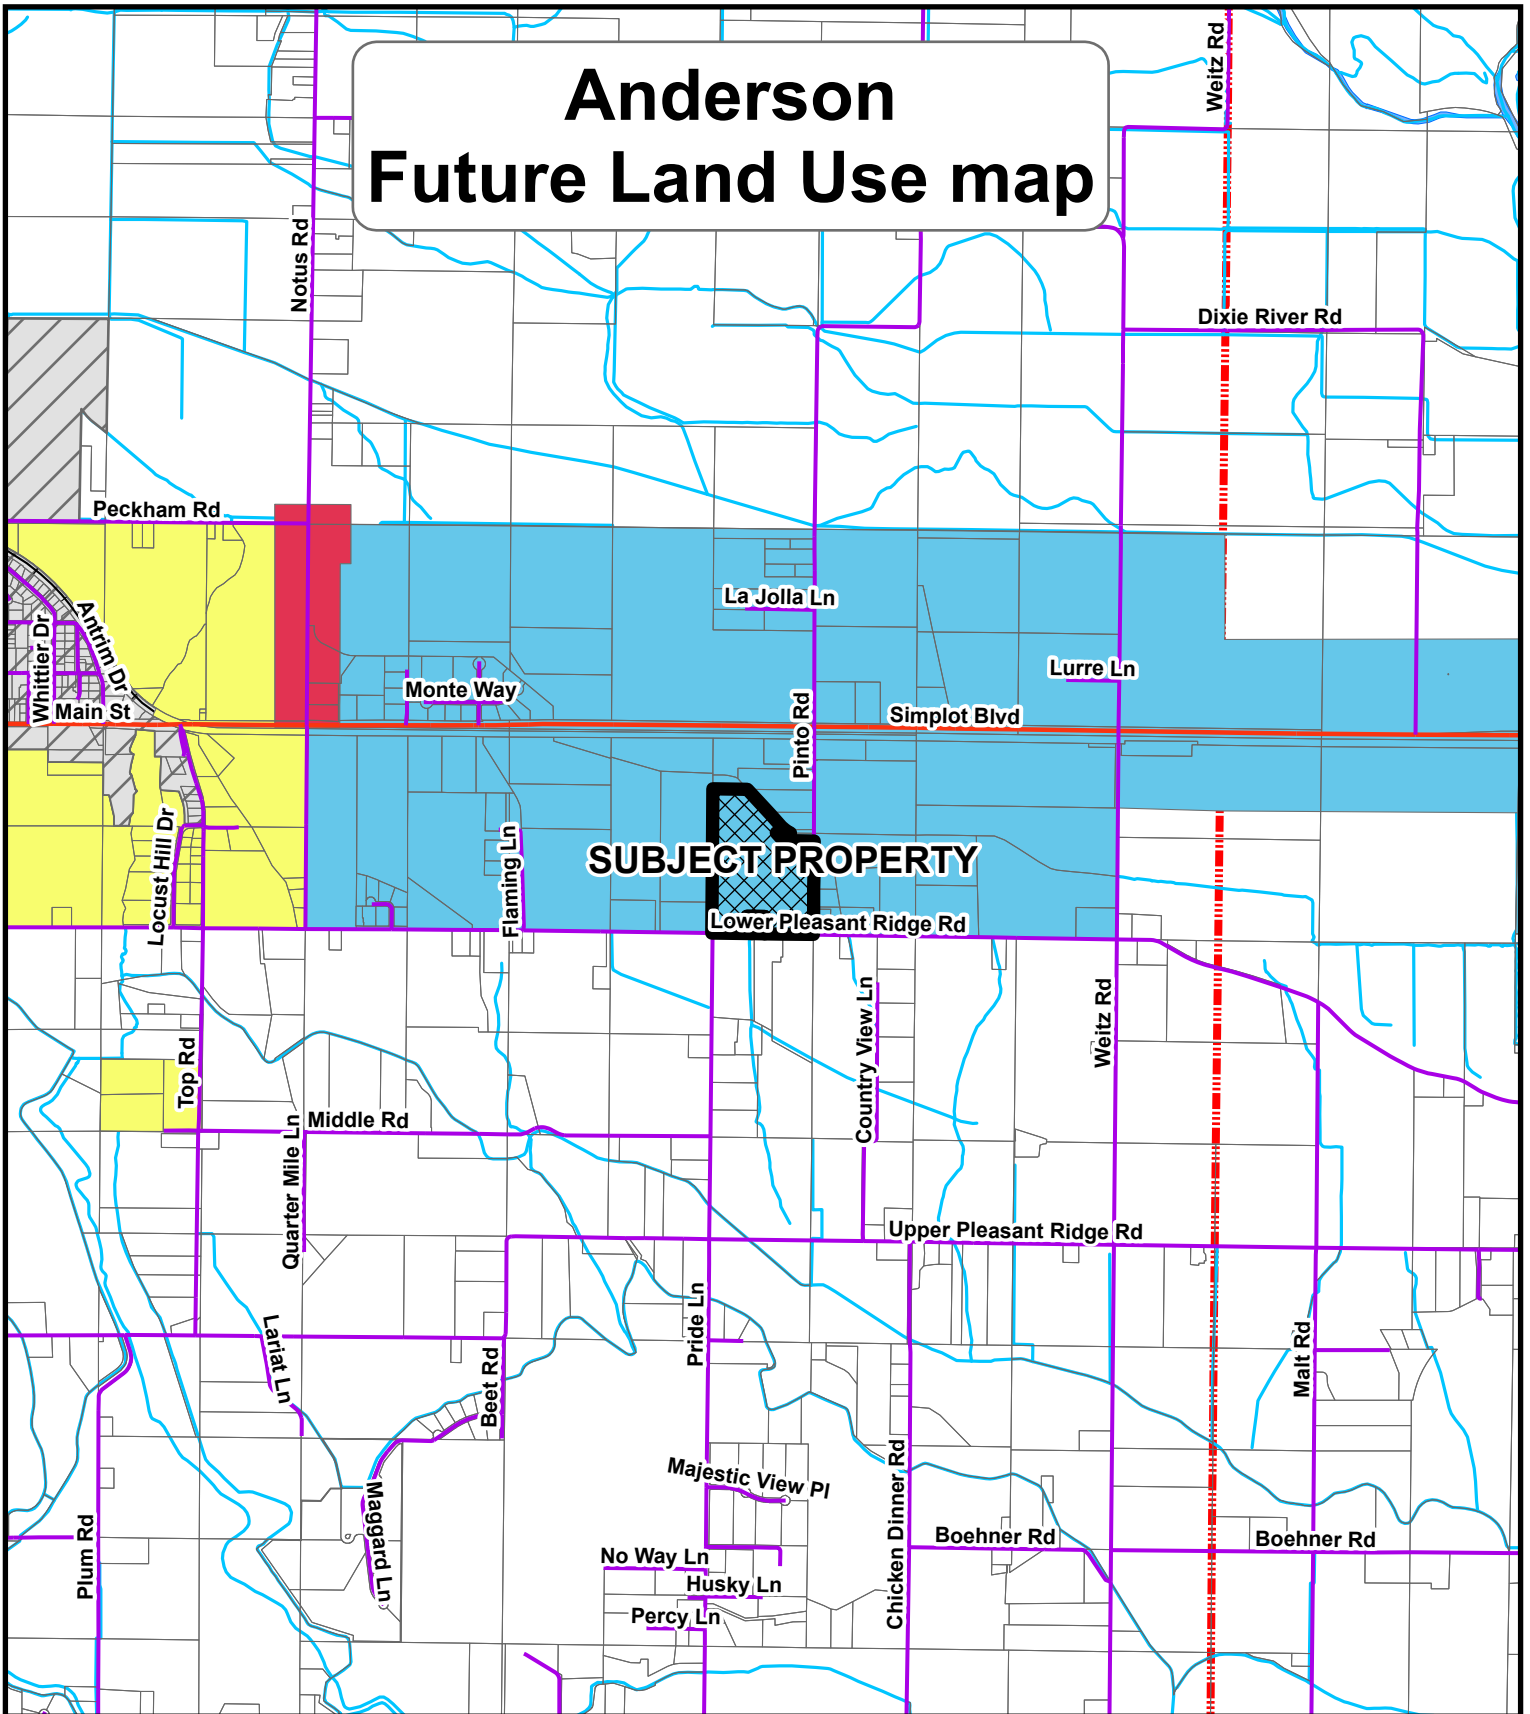 Weitz Rd
Anderson
Future Land Use map
Notus Rd
Dixie River Rd
Peckham Rd
La Jolla Ln
Antrim Dr
Whittier Dr
Lurre Ln
Monte Way
Main St
Pinto Rd
Simplot Blvd
Locust Hill Dr
Flaming Ln
SUBJECT PROPERTY
Lower Pleasant Ridge Rd
Country View Ln
Weitz Rd
Top Rd
Middle Rd
Quarter Mile Ln
Upper Pleasant Ridge Rd
Pride Ln
Lariat Ln
Beet Rd
Malt Rd
Majestic View Pl
Chicken Dinner Rd
Maggard Ln
Plum Rd
Boehner Rd
Boehner Rd
No Way Ln
Husky Ln
Percy Ln